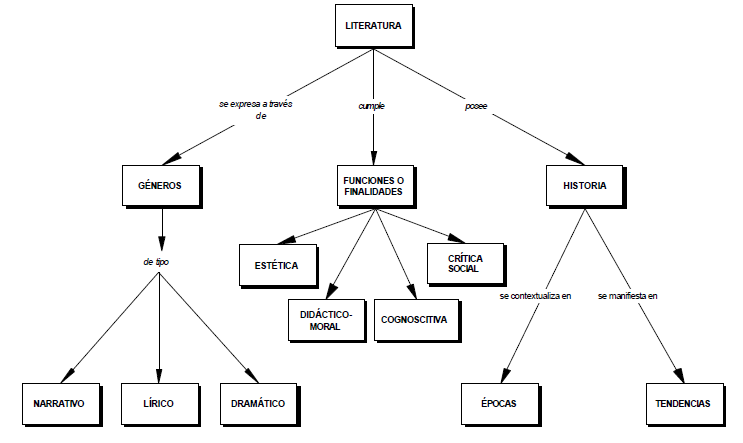 LITERATURA
se expresa a través
de
cumple
posee
GÉNEROS
FUNCIONES O
FINALIDADES
HISTORIA
de tipo
ESTÉTICA
CRÍTICA
SOCIAL
DIDÁCTICO-
MORAL
COGNOSCITIVA
se contextualiza en
se manifiesta en
NARRATIVO
LÍRICO
DRAMÁTICO
ÉPOCAS
TENDENCIAS